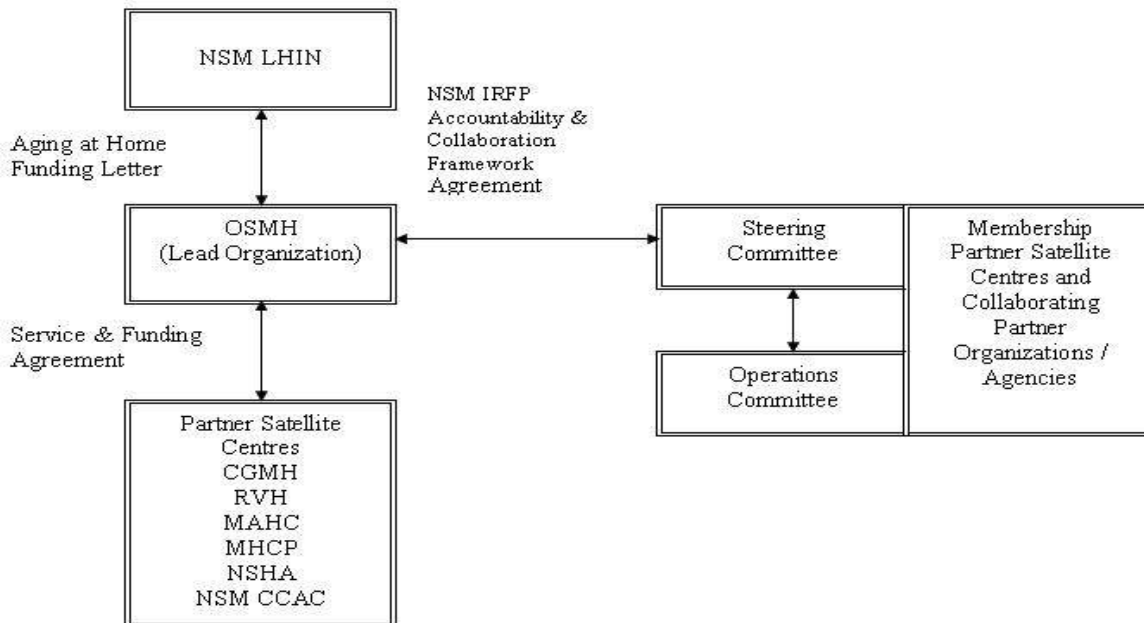 NSM LHIN
Aging at Home
Funding Letter
NSM IRFP
Accountability &
Collaboration
Framework
Agreement
OSMH
(Lead Organization)
Steering
Committee
Membership
Partner Satellite
Centres and
Collaborating
Partner
Organizations /
Agencies
Service & Funding
Agreement
Operations
Committee
Partner Satellite
Centres
CGMH
RVH
MAHC
MHCP
NSHA
NSM CCAC